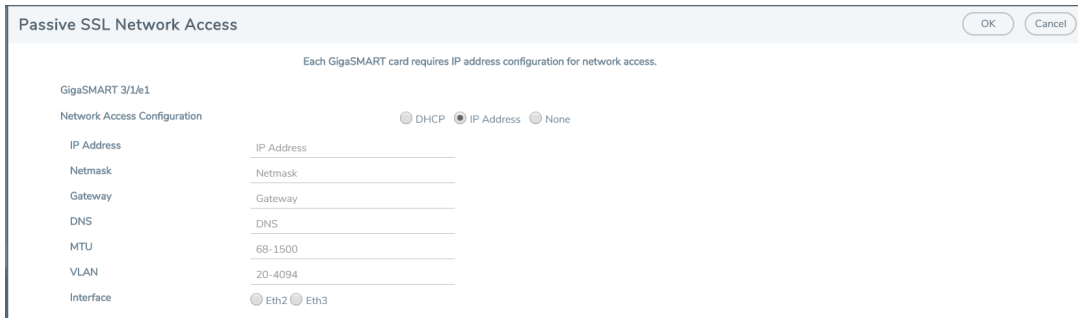 Passive SSL Network Access
OK
Cancel
Each GigaSMART card requires IP address configuration for network access.
GigaSMART 3/1/e1
Network Access Configuration
DHCP IP Address None
IP Address IP Address
Netmask Netmask
Gateway Gateway
DNS DNS
MTU 68-1500
VLAN 20-4094
Interface Eth2 Eth3